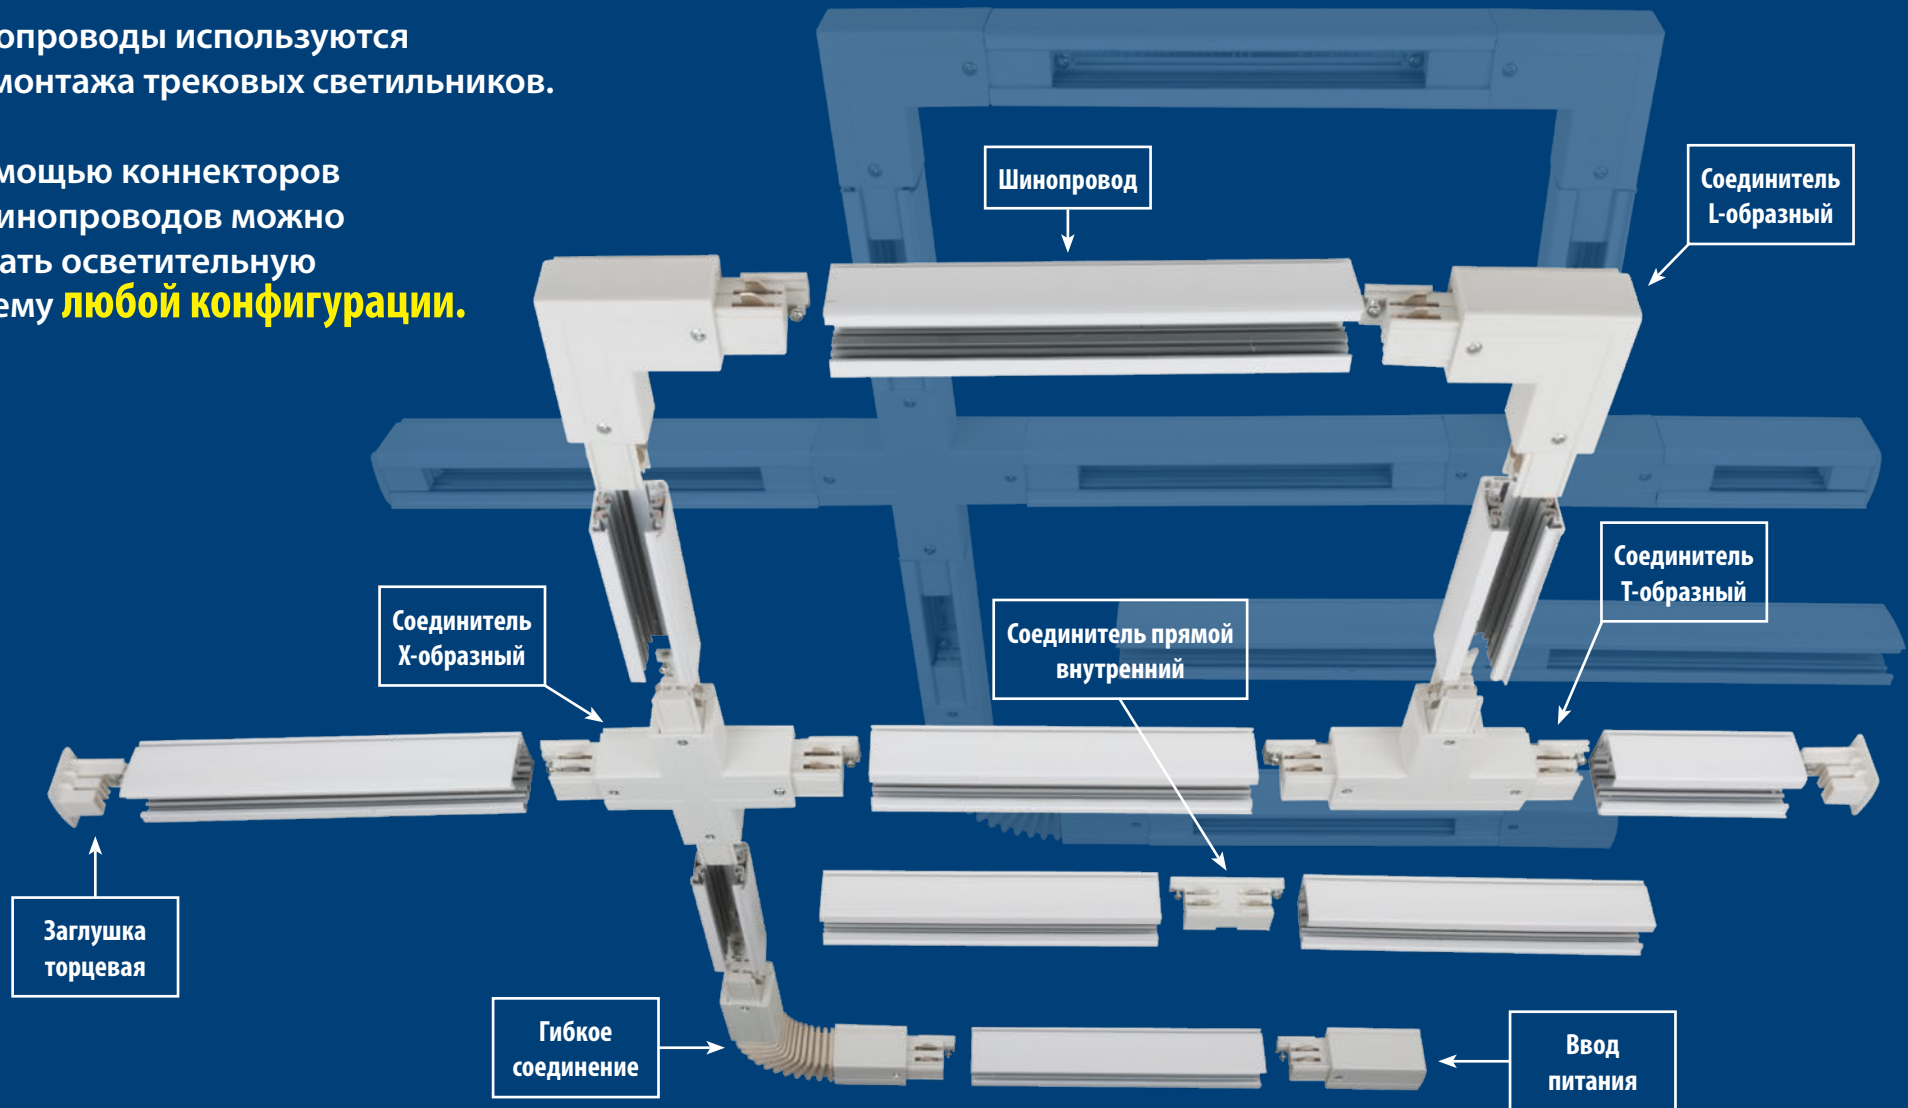 опроводы используются
монтажа трековых светильников.
мощью коннекторов
инопроводов можно
ать осветительную
ему любой конфигурации.
Шинопровод
Соединитель
L-образный
Соединитель
Т-образный
Соединитель
Х-образный
Соединитель прямой
внутренний
Заглушка
торцевая
Гибкое
соединение
Ввод
питания